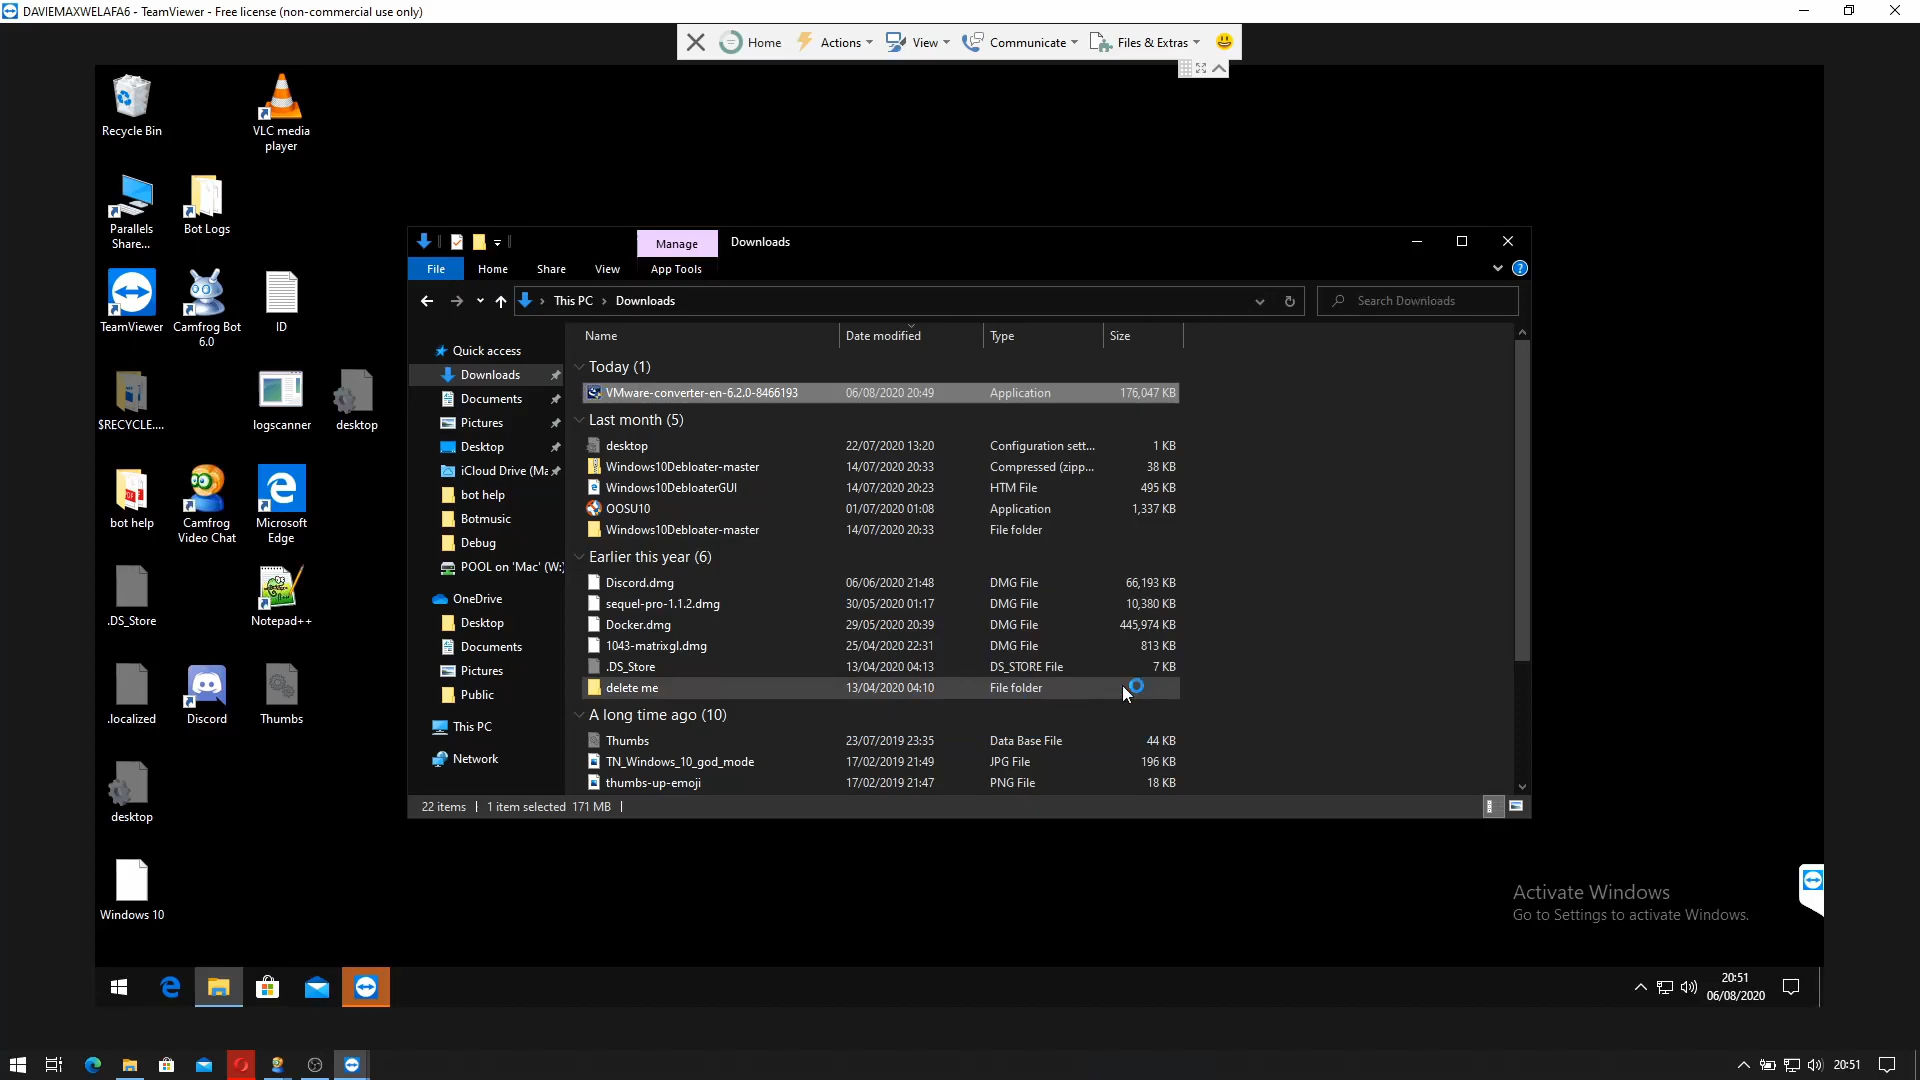 DAVIEMAXWELAFA6 - TeamViewer - Free license (non-commercial use only)
Home
Actions
View
Communicate
Files & Extras
Recycle Bin
VLC media
player
Parallels
Share...
Bot Logs
TeamViewer
Camfrog Bot
6.0
ID
$RECYCLE....
logscanner
desktop
bot help
Camfrog
Video Chat
Microsoft
Edge
.DS_Store
Notepad++
.localized
Discord
Thumbs
desktop
Windows 10
Manage
Downloads
File
Home
Share
View
App Tools
This PC
Downloads
Search Downloads
Quick access
Downloads
Documents
Pictures
Desktop
iCloud Drive (Ma
bot help
Botmusic
Debug
POOL on 'Mac' (W:)
OneDrive
Desktop
Documents
Pictures
Public
This PC
Network
Name Date modified Type Size
Today (1)
VMware-converter-en-6.2.0-8466193 06/08/2020 20:49 Application 176,047 KB
Last month (5)
desktop 22/07/2020 13:20 Configuration sett... 1 KB
Windows10Debloater-master 14/07/2020 20:33 Compressed (zipp... 38 KB
Windows10DebloaterGUI 14/07/2020 20:23 HTM File 495 KB
OOSU10 01/07/2020 01:08 Application 1,337 KB
Windows10Debloater-master 14/07/2020 20:33 File folder
Earlier this year (6)
Discord.dmg 06/06/2020 21:48 DMG File 66,193 KB
sequel-pro-1.1.2.dmg 30/05/2020 01:17 DMG File 10,380 KB
Docker.dmg 29/05/2020 20:39 DMG File 445,974 KB
1043-matrixgl.dmg 25/04/2020 22:31 DMG File 813 KB
.DS_Store 13/04/2020 04:13 DS_STORE File 7 KB
delete me 13/04/2020 04:10 File folder
A long time ago (10)
Thumbs 23/07/2019 23:35 Data Base File 44 KB
TN_Windows_10_god_mode 17/02/2019 21:49 JPG File 196 KB
thumbs-up-emoji 17/02/2019 21:47 PNG File 18 KB
22 items 1 item selected 171 MB
Activate Windows
Go to Settings to activate Windows.
20:51
06/08/2020
20:51